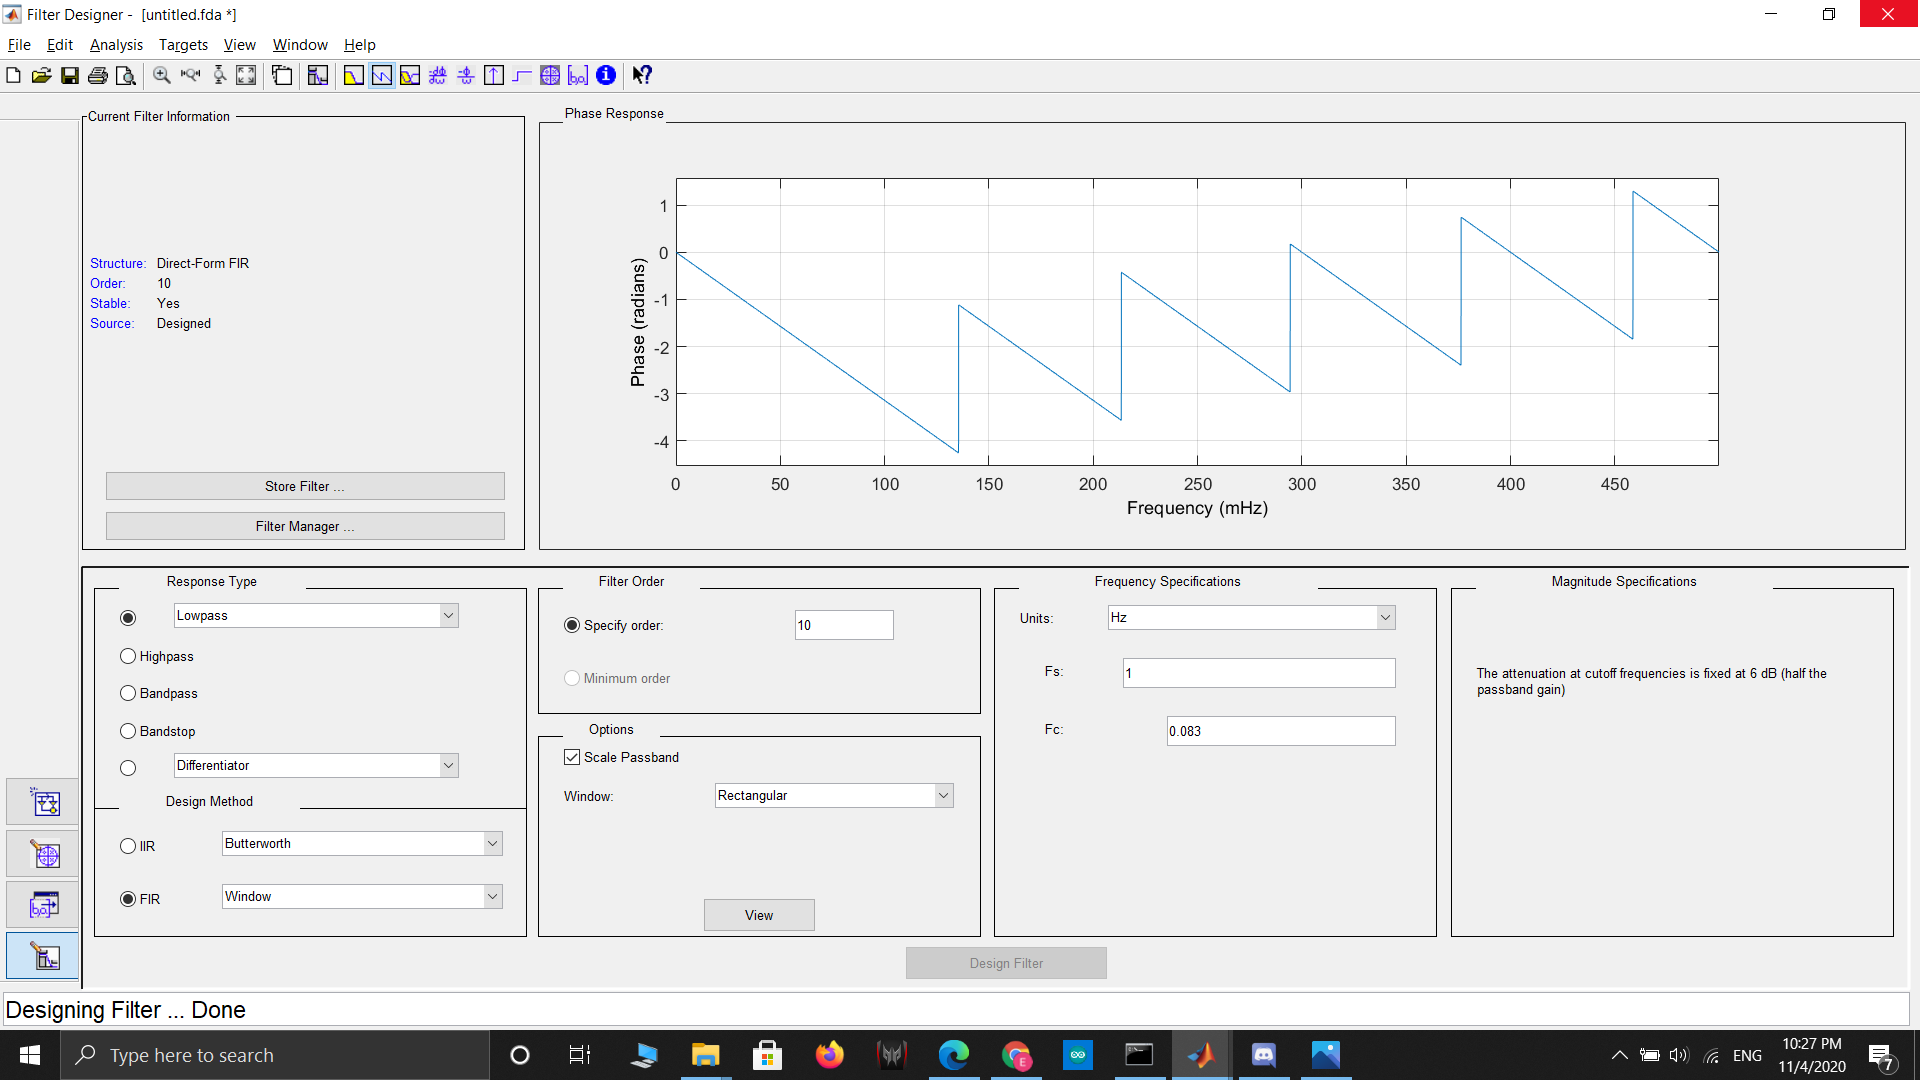 Filter Designer - [untitled.fda *]
File Edit Analysis Targets View Window Help
Current Filter Information
Structure: Direct-Form FIR
Order: 10
Stable: Yes
Source: Designed
Store Filter ...
Filter Manager ...
Phase Response
1
0
-1
-2
-3
-4
Phase (radians)
0 50 100 150 200 250 300 350 400 450
Frequency (mHz)
Response Type
Lowpass
Highpass
Bandpass
Bandstop
Differentiator
Design Method
IIR Butterworth
FIR Window
Filter Order
Specify order: 10
Minimum order
Options
Scale Passband
Window: Rectangular
View
Frequency Specifications
Units: Hz
Fs: 1
Fc: 0.083
Magnitude Specifications
The attenuation at cutoff frequencies is fixed at 6 dB (half the
passband gain)
Design Filter
Designing Filter ... Done
Type here to search
ENG
10:27 PM
11/4/2020
7